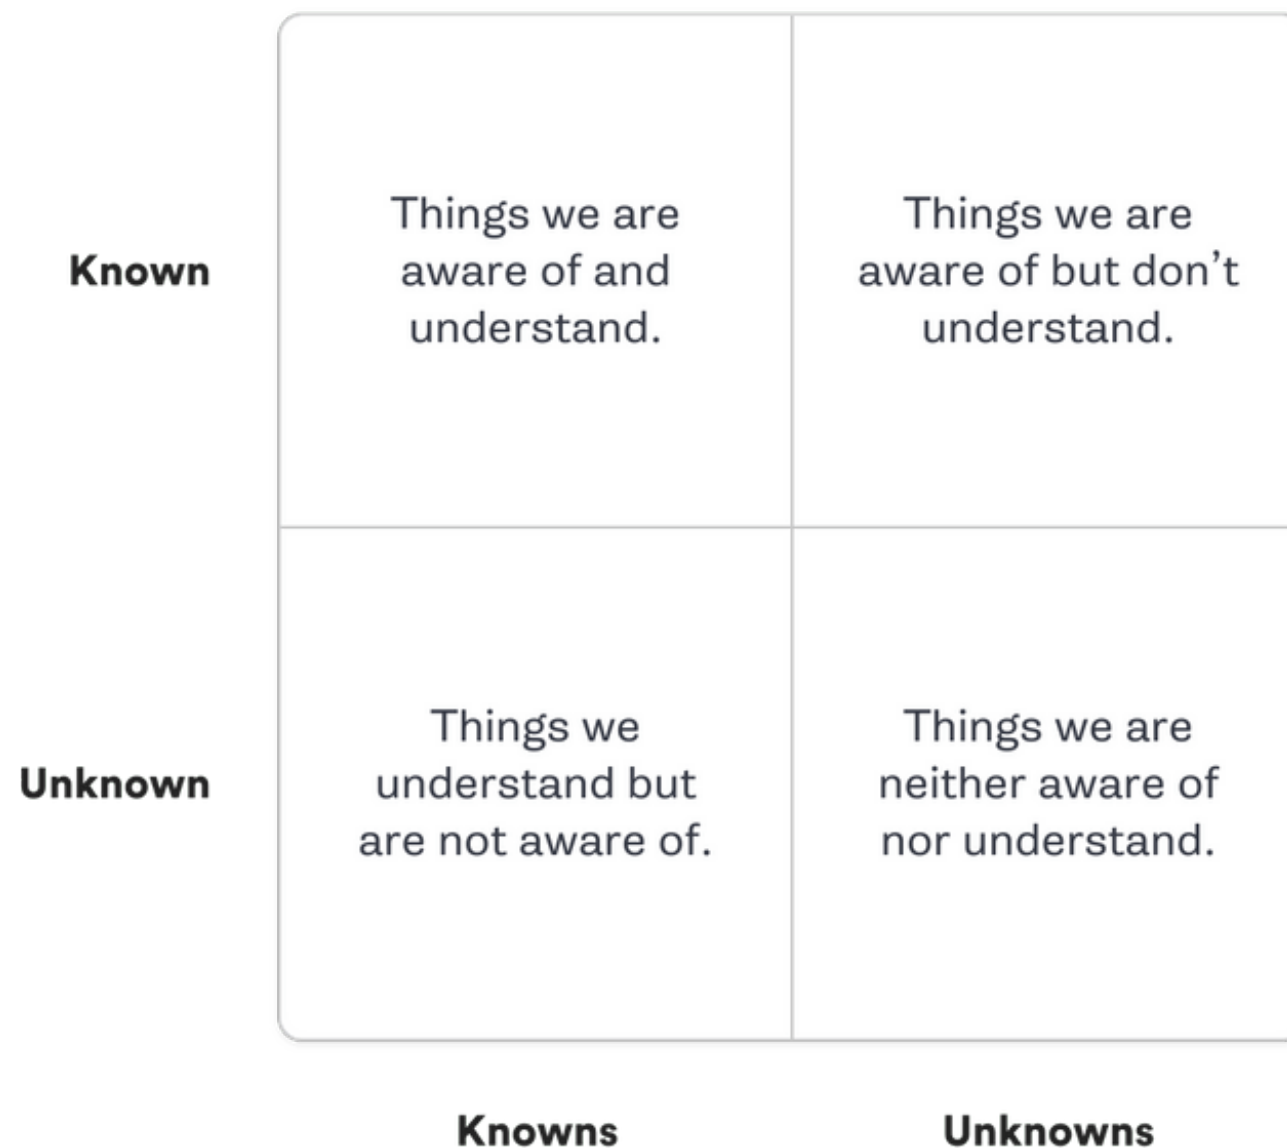 Known
Things we are
aware of and
understand.
Things we are
aware of but don’t
understand.
Unknown
Things we
understand but
are not aware of.
Things we are
neither aware of
nor understand.
Knowns
Unknowns